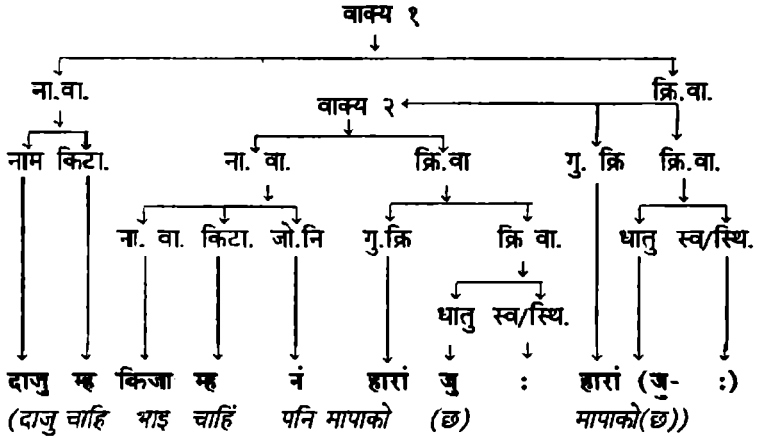 वाक्य १
ना.वा. वाक्य २ क्रि.वा.
नाम किटा. ना. वा. क्रि.वा गु. क्रि क्रि.वा.
ना. वा. किटा. जो.नि गु.क्रि क्रि वा. धातु स्व/स्थि.
धातु स्व/स्थि.
दाजु म्ह किजा म्ह नं हारां जु : हारां (जु- :)
(दाजु चाहि भाइ चाहिं पनि मापाको (छ) मापाको(छ))